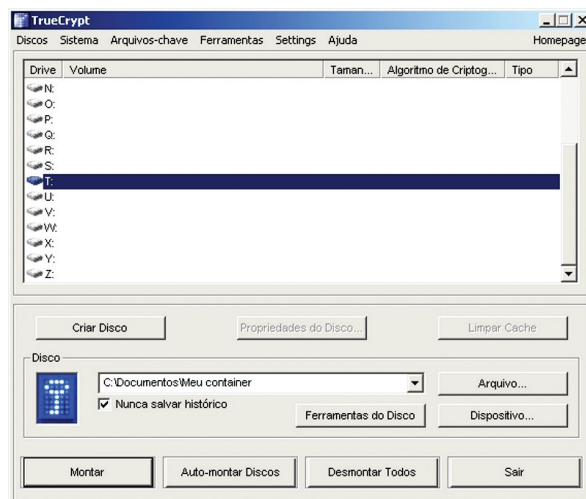 TrueCrypt
Discos Sistema Arquivos-chave Ferramentas Settings Ajuda Homepage
Drive Volume Taman... Algoritmo de Criptog... Tipo
N:
O:
P:
Q:
R:
S:
T:
U:
V:
W:
X:
Y:
Z:
Criar Disco Propriedades do Disco... Limpar Cache
Disco
C:\Documentos\Meu container Arquivo...
Nunca salvar histórico Ferramentas do Disco Dispositivo...
Montar Auto-montar Discos Desmontar Todos Sair